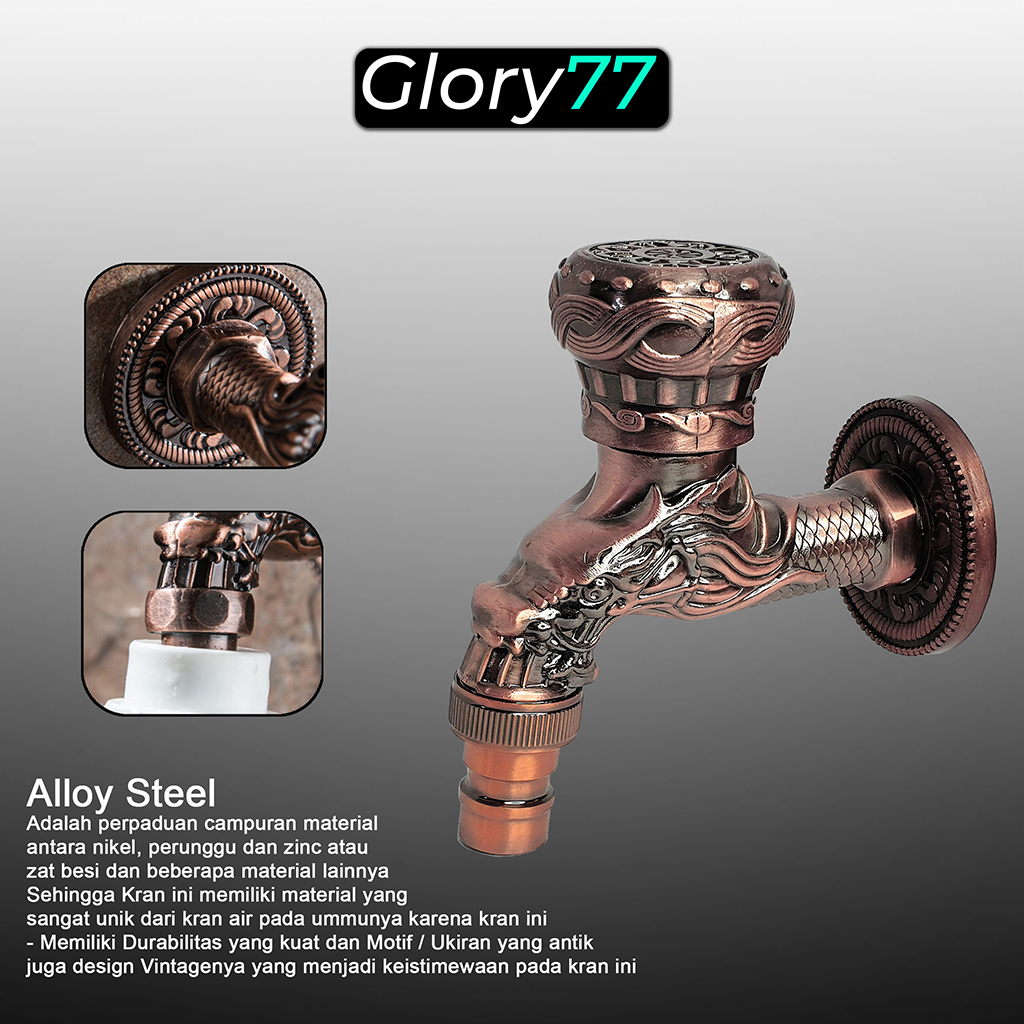 Glory77
Alloy Steel
Adalah perpaduan campuran material
antara nikel, perunggu dan zinc atau
zat besi dan beberapa material lainnya
Sehingga Kran ini memiliki material yang
sangat unik dari kran air pada ummunya karena kran ini
- Memiliki Durabilitas yang kuat dan Motif / Ukiran yang antik
juga design Vintagenya yang menjadi keistimewaan pada kran ini